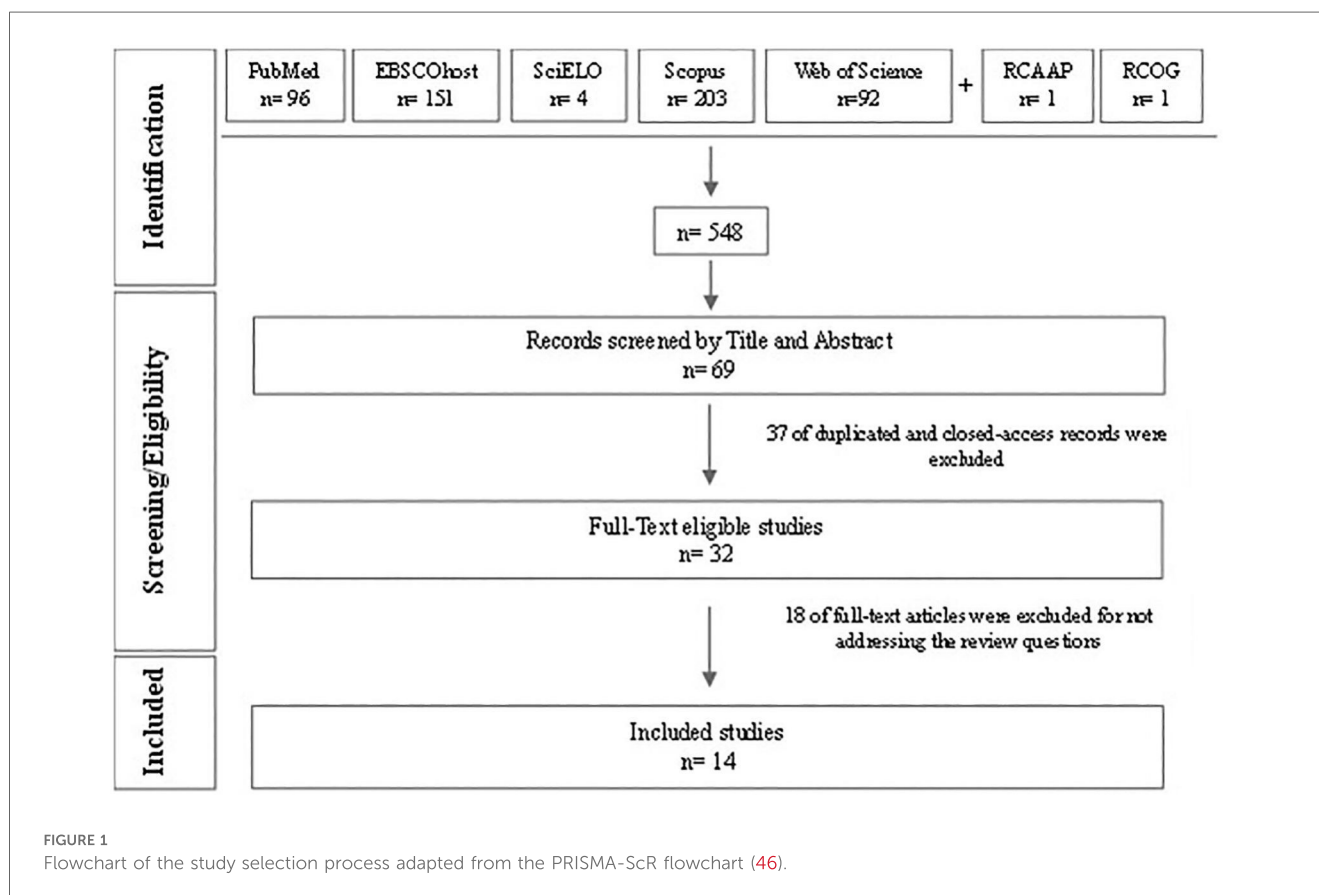 PubMed
n= 96
EBSCOhost
n= 151
SciELO
n= 4
Scopus
n= 203
Web of Science
n=92
+
RCAAP
n= 1
RCOG
n= 1
Identification
n= 548
Screening/Eligibility
Records screened by Title and Abstract
n= 69
37 of duplicated and closed-access records were
excluded
Full-Text eligible studies
n= 32
18 of full-text articles were excluded for not
addressing the review questions
Included
Included studies
n= 14
FIGURE 1
Flowchart of the study selection process adapted from the PRISMA-ScR flowchart (46).